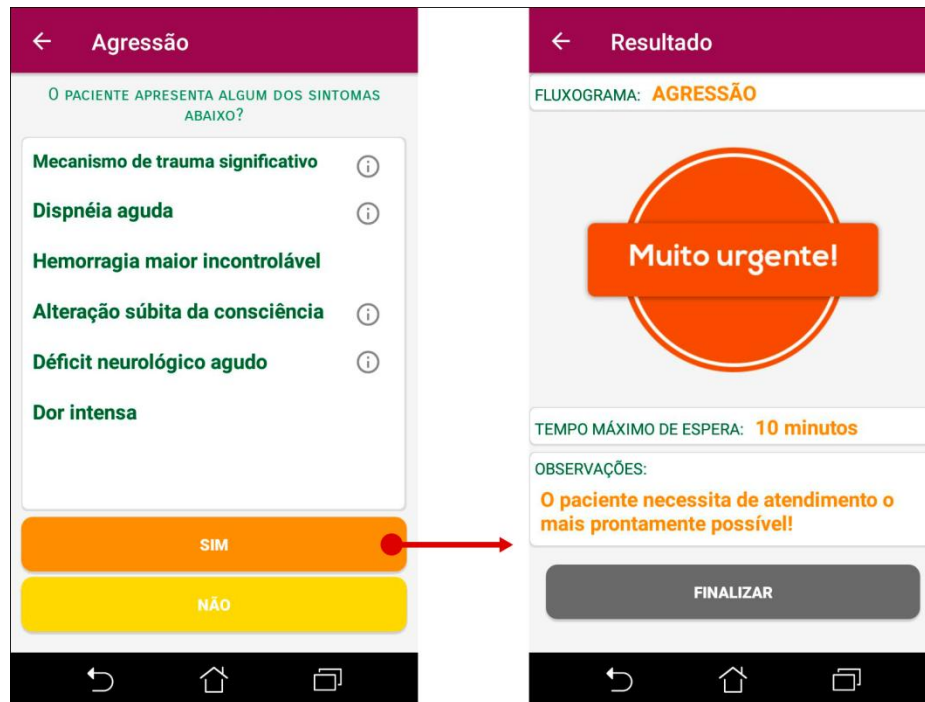 Agressão
O PACIENTE APRESENTA ALGUM DOS SINTOMAS
ABAIXO?
Mecanismo de trauma significativo
Dispnéia aguda
Hemorragia maior incontrolável
Alteração súbita da consciência
Déficit neurológico agudo
Dor intensa
SIM
NÃO
Resultado
FLUXOGRAMA: AGRESSÃO
Muito urgente!
TEMPO MÁXIMO DE ESPERA: 10 minutos
OBSERVAÇÕES:
O paciente necessita de atendimento o
mais prontamente possível!
FINALIZAR